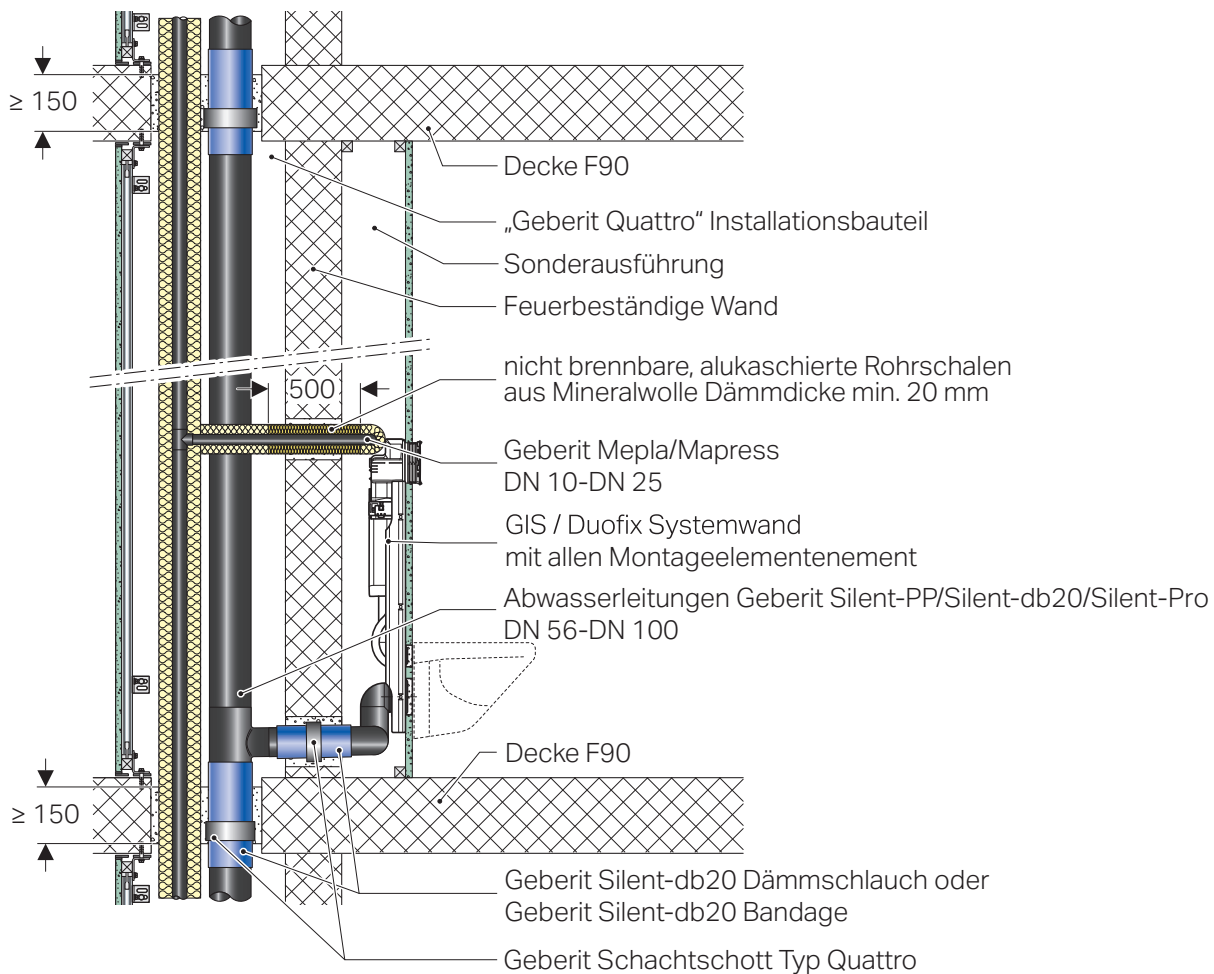 ≥ 150
Decke F90
„Geberit Quattro“ Installationsbauteil
Sonderausführung
Feuerbeständige Wand
nicht brennbare, alukaschierte Rohrschalen
aus Mineralwolle Dämmdicke min. 20 mm
500
Geberit Mepla/Mapress
DN 10-DN 25
GIS / Duofix Systemwand
mit allen Montageelementenement
Abwasserleitungen Geberit Silent-PP/Silent-db20/Silent-Pro
DN 56-DN 100
Decke F90
≥ 150
Geberit Silent-db20 Dämmschlauch oder
Geberit Silent-db20 Bandage
Geberit Schachtschott Typ Quattro